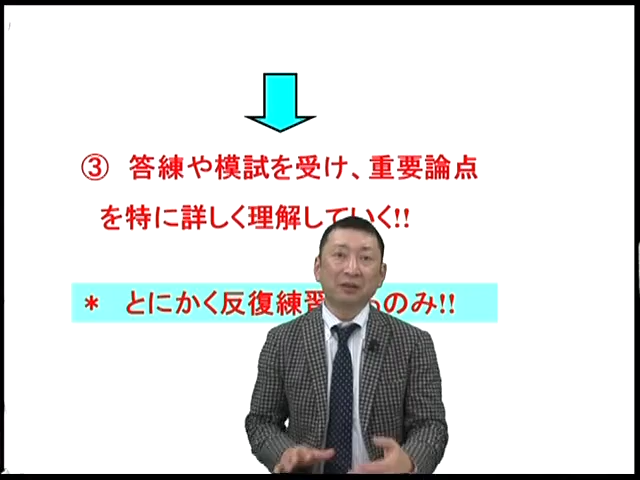 ③ 答練や模試を受け、重要論点
を特に詳しく理解していく!!
* とにかく反復練習 のみ!!